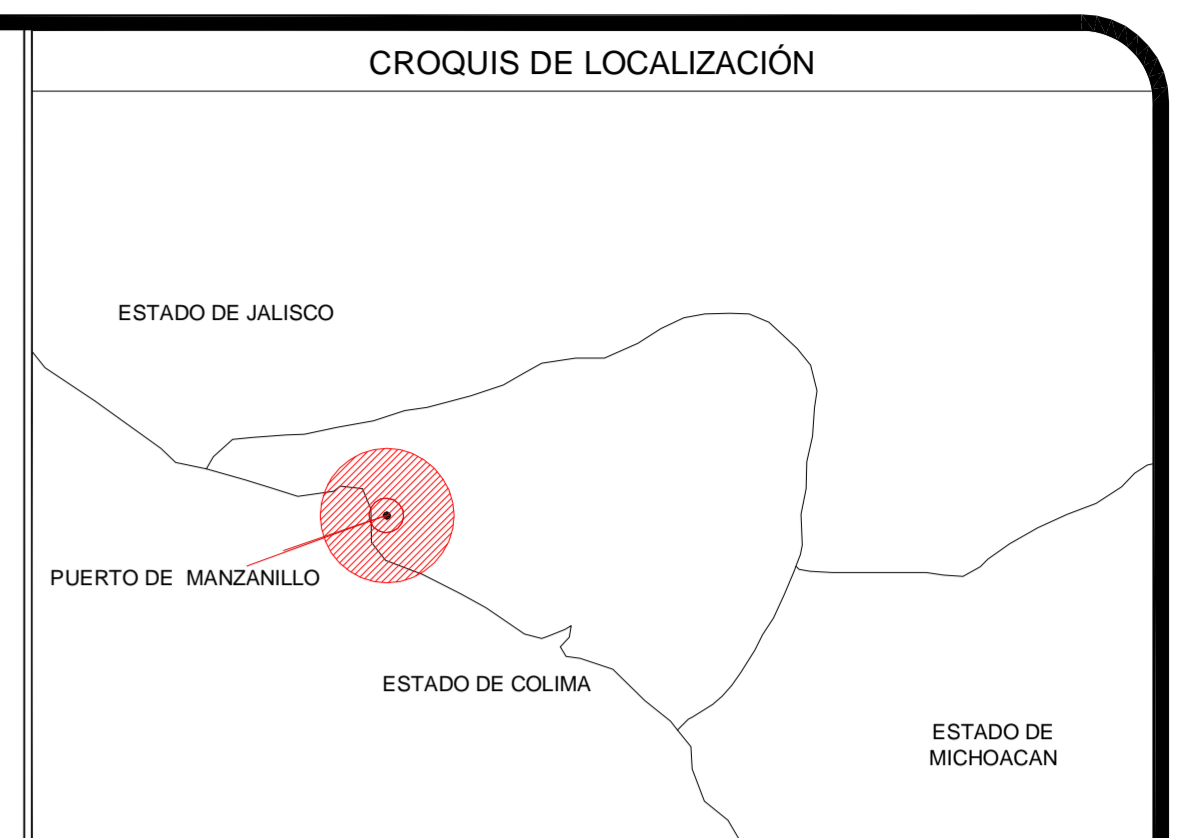 CROQUIS DE LOCALIZACIÓN
ESTADO DE JALISCO
PUERTO DE MANZANILLO
ESTADO DE COLIMA
ESTADO DE
MICHOACAN